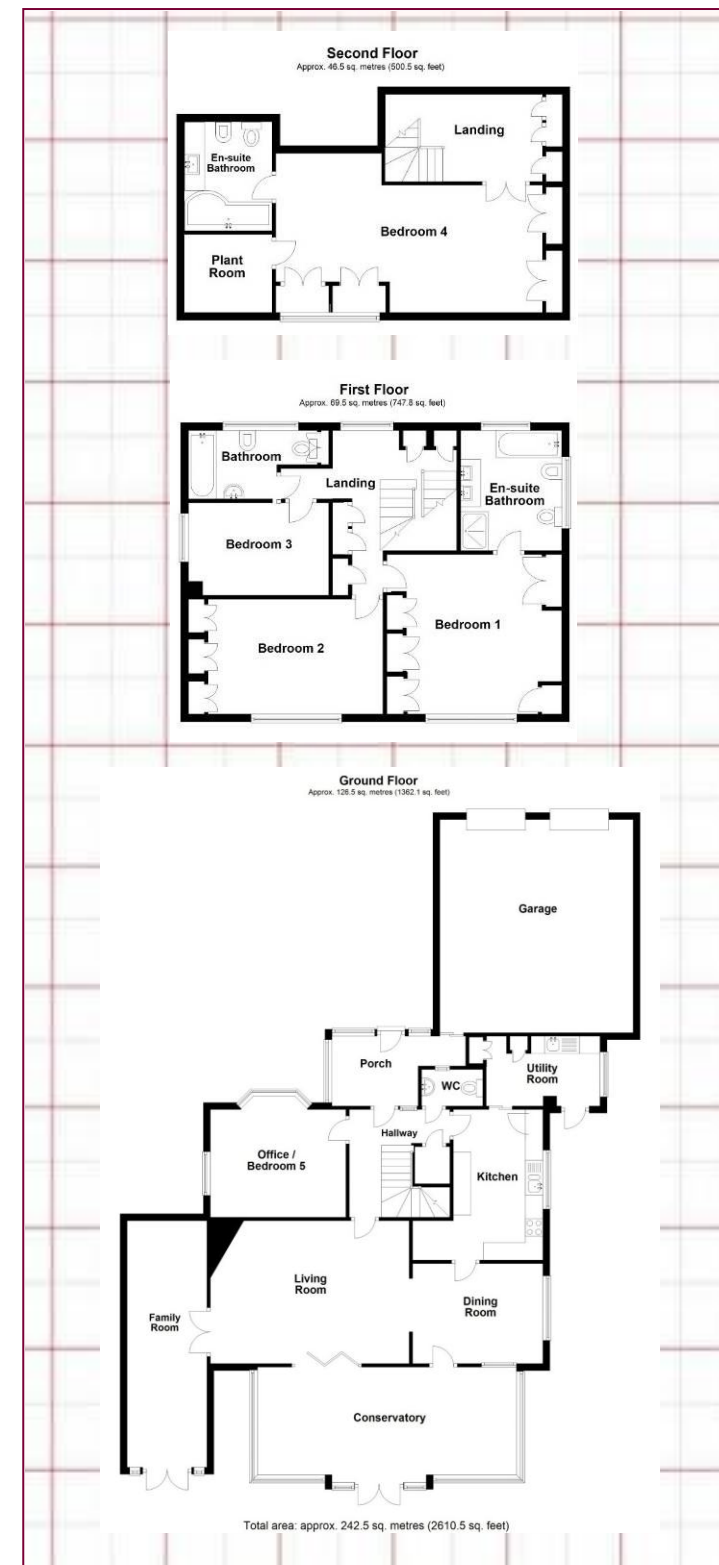 Second Floor
Approx. 46.5 sq. metres (500.5 sq. feet)
Landing
En-suite
Bathroom
Bedroom 4
Plant
Room
First Floor
Approx. 69.5 sq. metres (747.8 sq. feet)
Bathroom
Landing
En-suite
Bathroom
Bedroom 3
Bedroom 1
Bedroom 2
Ground Floor
Approx. 126.5 sq. metres (1362.1 sq. feet)
Garage
Porch
WC
Utility
Room
Hallway
Office /
Bedroom 5
Kitchen
Living
Room
Dining
Room
Family
Room
Conservatory
Total area: approx. 242.5 sq. metres (2610.5 sq. feet)